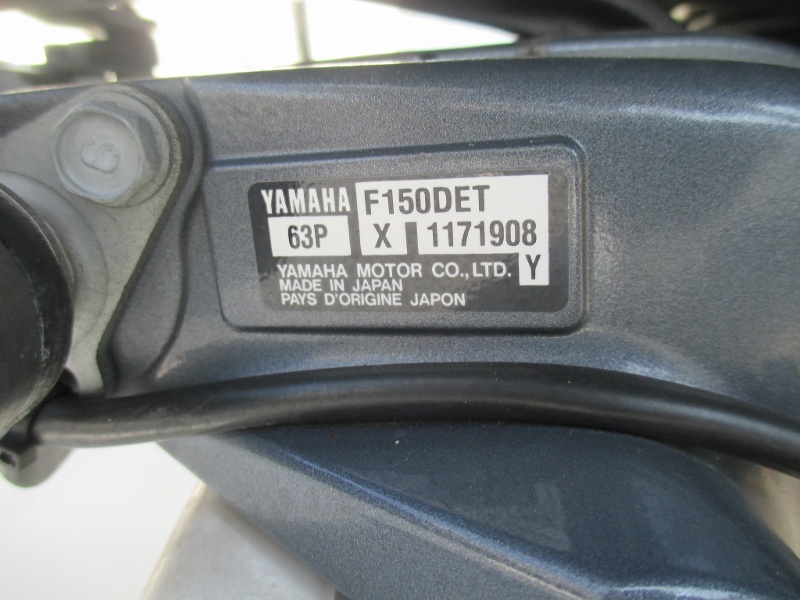 YAMAHA F150DET
63P X 1171908
YAMAHA MOTOR CO.,LTD. Y
MADE IN JAPAN
PAYS D'ORIGINE JAPON